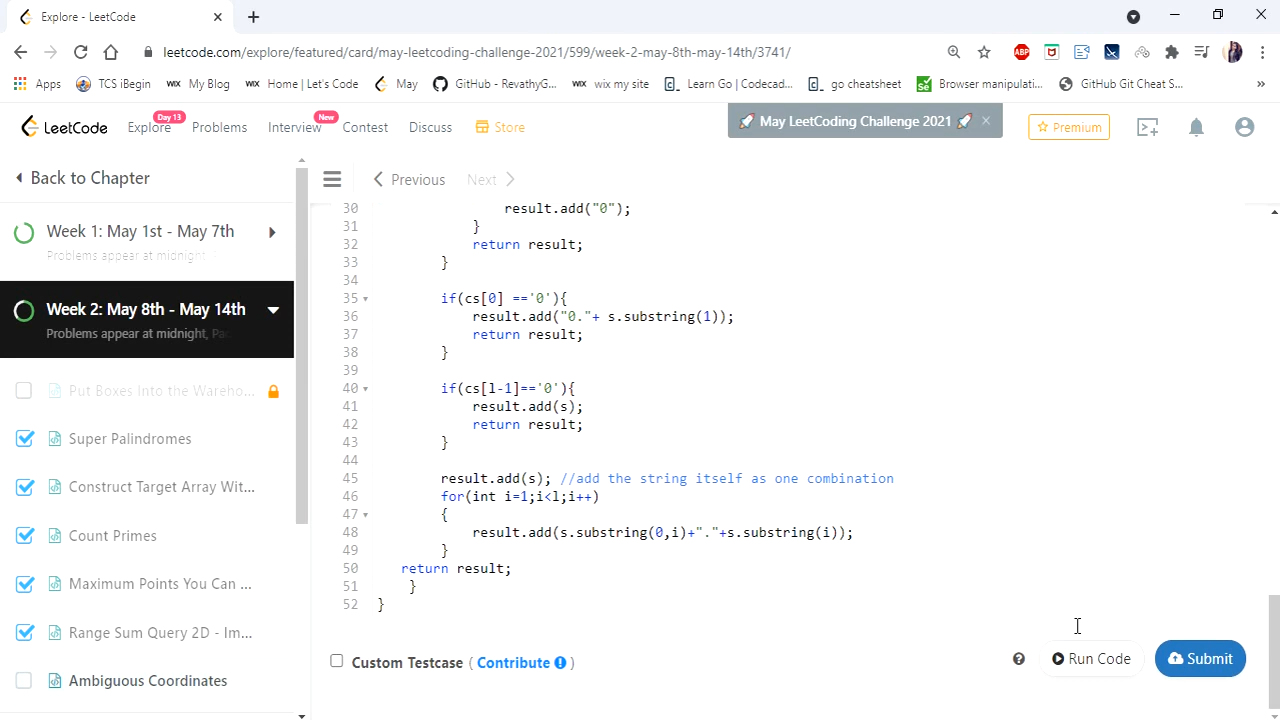 Explore - LeetCode
leetcode.com/explore/featured/card/may-leetcoding-challenge-2021/599/week-2-may-8th-may-14th/3741/
ABP
Apps TCS iBegin WIX My Blog WIX Home | Let's Code May GitHub - RevathyG... WIX wix my site Learn Go | Codecad... go cheatsheet Se Browser manipulati... GitHub Git Cheat S... »
LeetCode Explore Day 13 Problems Interview New Contest Discuss Store May LeetCoding Challenge 2021 × Premium
Back to Chapter
Previous Next
Week 1: May 1st - May 7th
Problems appear at midnight
Week 2: May 8th - May 14th
Problems appear at midnight, Pac
Put Boxes Into the Wareho...
Super Palindromes
Construct Target Array Wit...
Count Primes
Maximum Points You Can ...
Range Sum Query 2D - Im...
Ambiguous Coordinates
30 result.add("0");
31 }
32 return result;
33 }
34
35 if(cs[0] =='0'){
36 result.add("0."+ s.substring(1));
37 return result;
38 }
39
40 if(cs[l-1]=='0'){
41 result.add(s);
42 return result;
43 }
44
45 result.add(s); //add the string itself as one combination
46 for(int i=1;i<l;i++)
47 {
48 result.add(s.substring(0,i)+"."+s.substring(i));
49 }
50 return result;
51 }
52 }
Custom Testcase ( Contribute )
? Run Code Submit